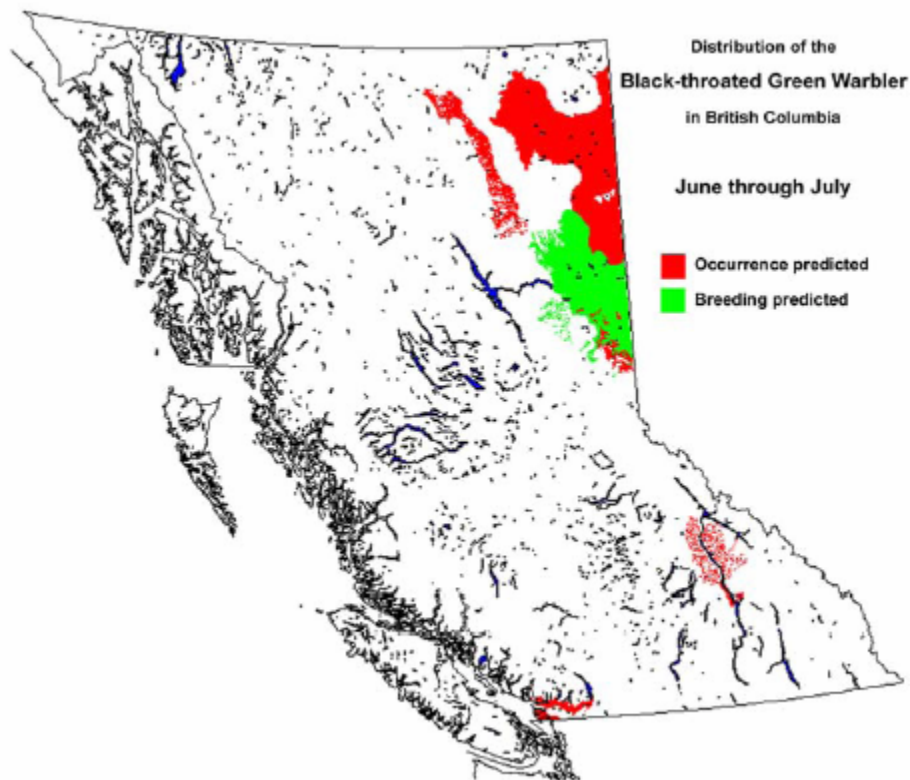 Distribution of the
Black-throated Green Warbler
in British Columbia
June through July
Occurrence predicted
Breeding predicted